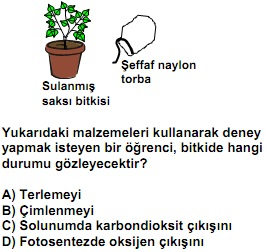 Şeffaf naylon
torba
Sulanmış
saksı bitkisi
Yukarıdaki malzemeleri kullanarak deney
yapmak isteyen bir öğrenci, bitkide hangi
durumu gözleyecektir?
A) Terlemeyi
B) Çimlenmeyi
C) Solunumda karbondioksit çıkışını
D) Fotosentezde oksijen çıkışını